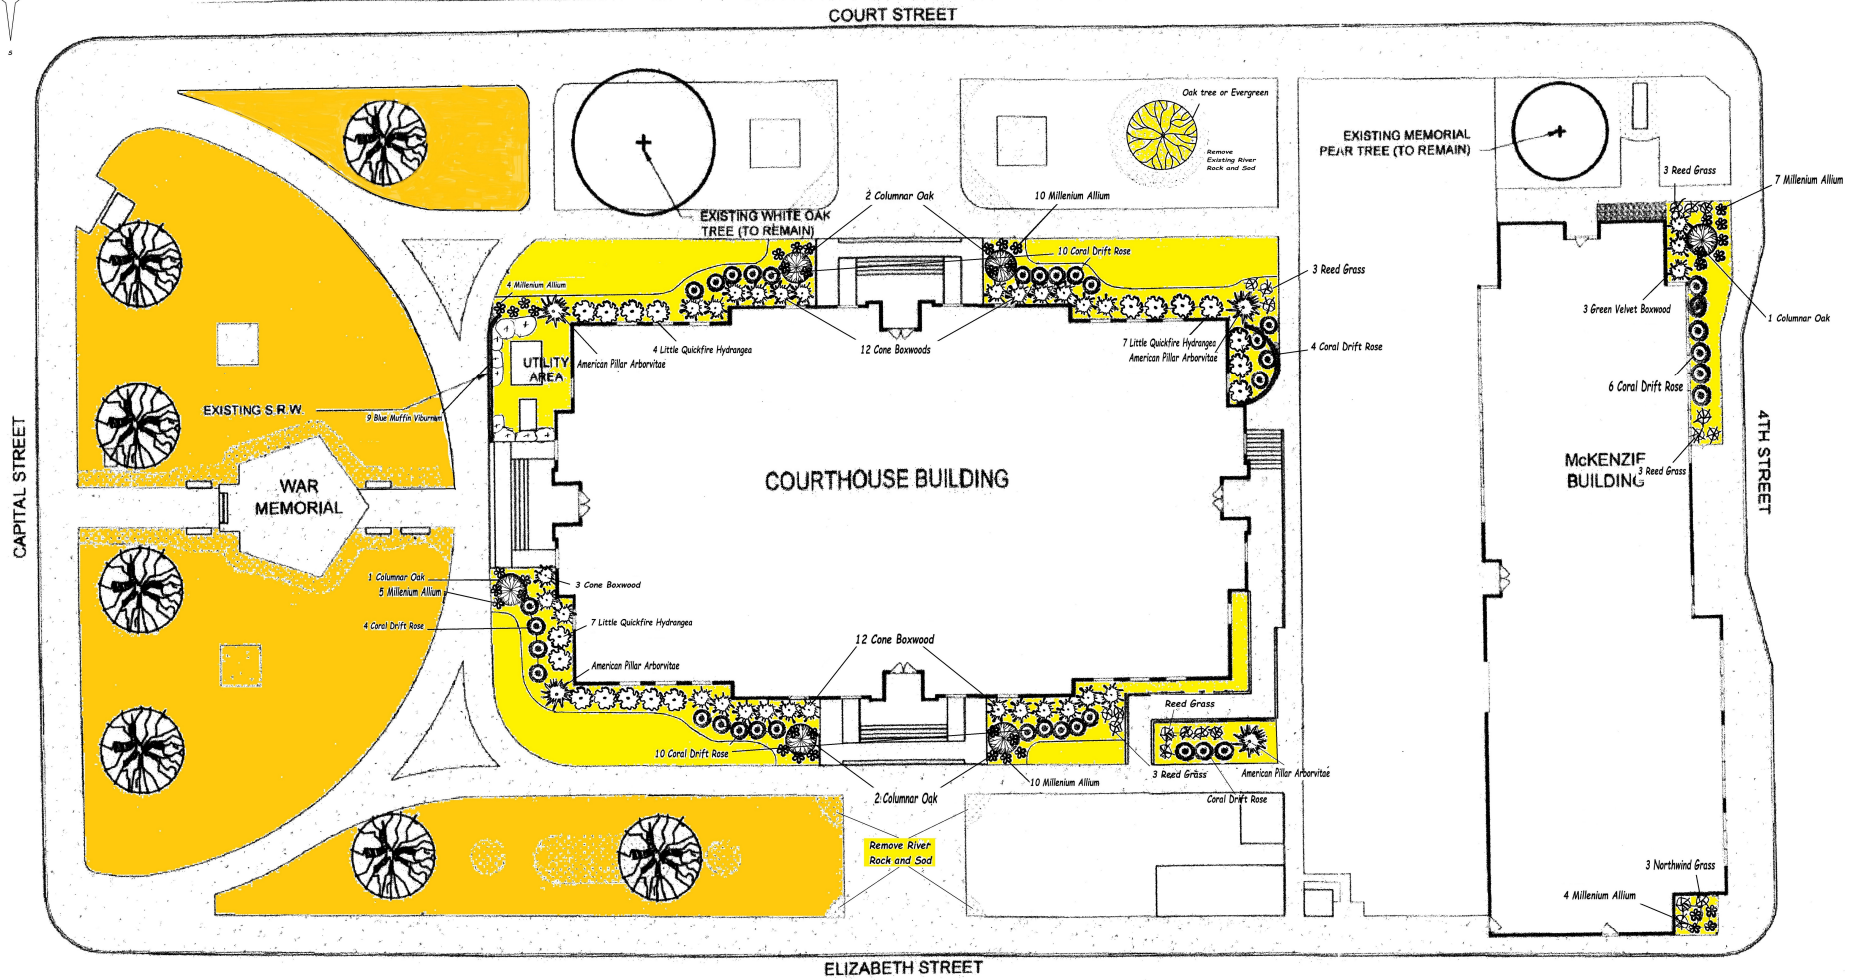 COURT STREET
S
Oak tree or Evergreen
EXISTING MEMORIAL
PEAR TREE (TO REMAIN)
Remove
Existing River
Rock and Sod
3 Reed Grass
7 Millenium Allium
2 Columnar Oak
10 Millenium Allium
EXISTING WHITE OAK
TREE (TO REMAIN)
10 Coral Drift Rose
3 Reed Grass
4 Millenium Allium
3 Green Velvet Boxwood
1 Columnar Oak
4 Little Quickfire Hydrangea
12 Cone Boxwoods
7 Little Quickfire Hydrangea
American Pillar Arborvitae
4 Coral Drift Rose
UTILITY
AREA
American Pillar Arborvitae
6 Coral Drift Rose
EXISTING S.R.W.
9 Blue Muffin Viburnum
CAPITAL STREET
4TH STREET
COURTHOUSE BUILDING
McKENZIE
BUILDING
3 Reed Grass
WAR
MEMORIAL
1 Columnar Oak
5 Millenium Allium
3 Cone Boxwood
4 Coral Drift Rose
7 Little Quickfire Hydrangea
12 Cone Boxwood
American Pillar Arborvitae
Reed Grass
10 Coral Drift Rose
3 Reed Grass
American Pillar Arborvitae
10 Millenium Allium
2 Columnar Oak
Coral Drift Rose
Remove River
Rock and Sod
3 Northwind Grass
4 Millenium Allium
ELIZABETH STREET